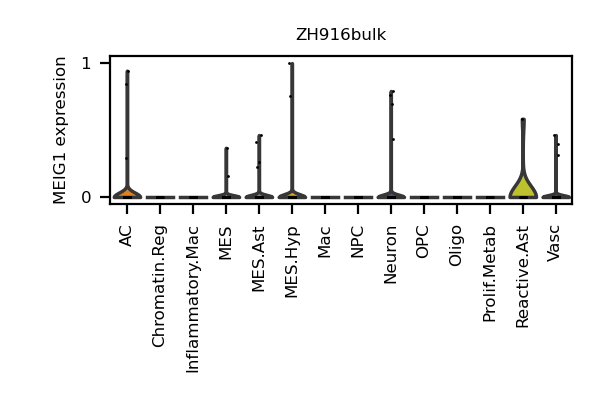 ZH916bulk
MEIG1 expression
1
0
AC
Chromatin.Reg
Inflammatory.Mac
MES
MES.Ast
MES.Hyp
Mac
NPC
Neuron
OPC
Oligo
Prolif.Metab
Reactive.Ast
Vasc